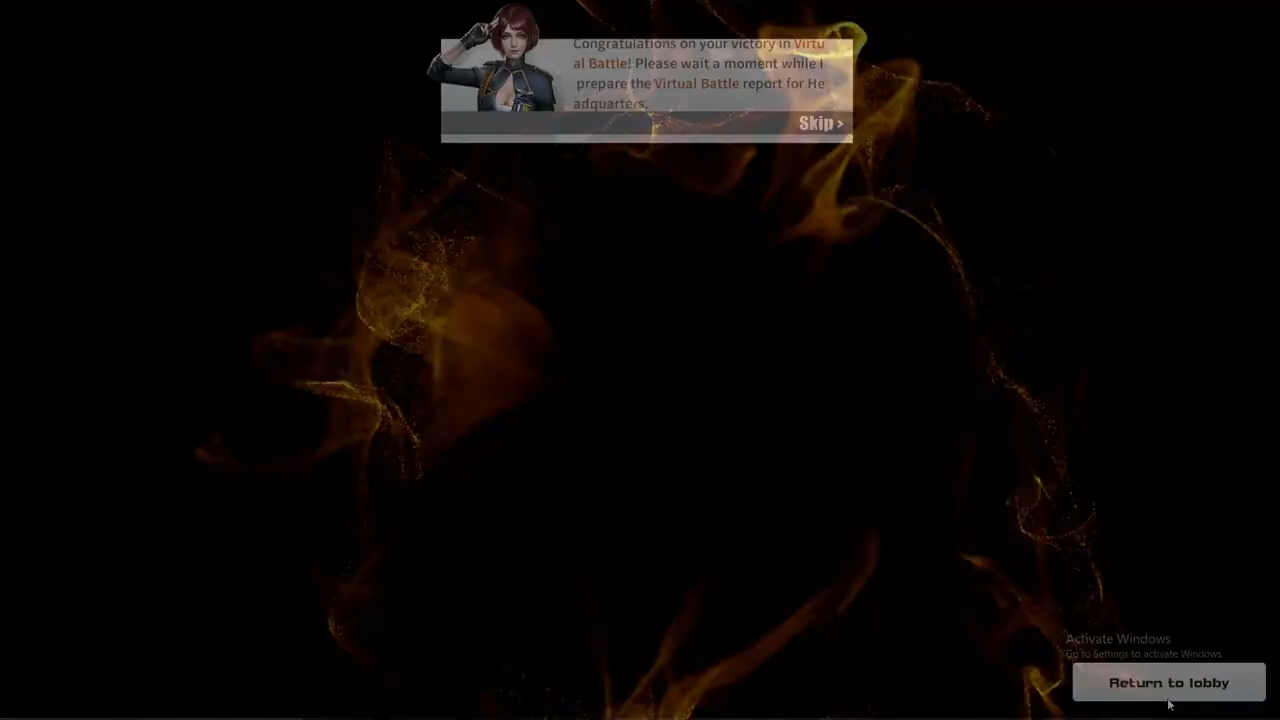 Congratulations on your victory in Virtu
al Battle! Please wait a moment while I
prepare the Virtual Battle report for He
adquarters.
Skip >
Activate Windows
Go to Settings to activate Windows.
Return to lobby